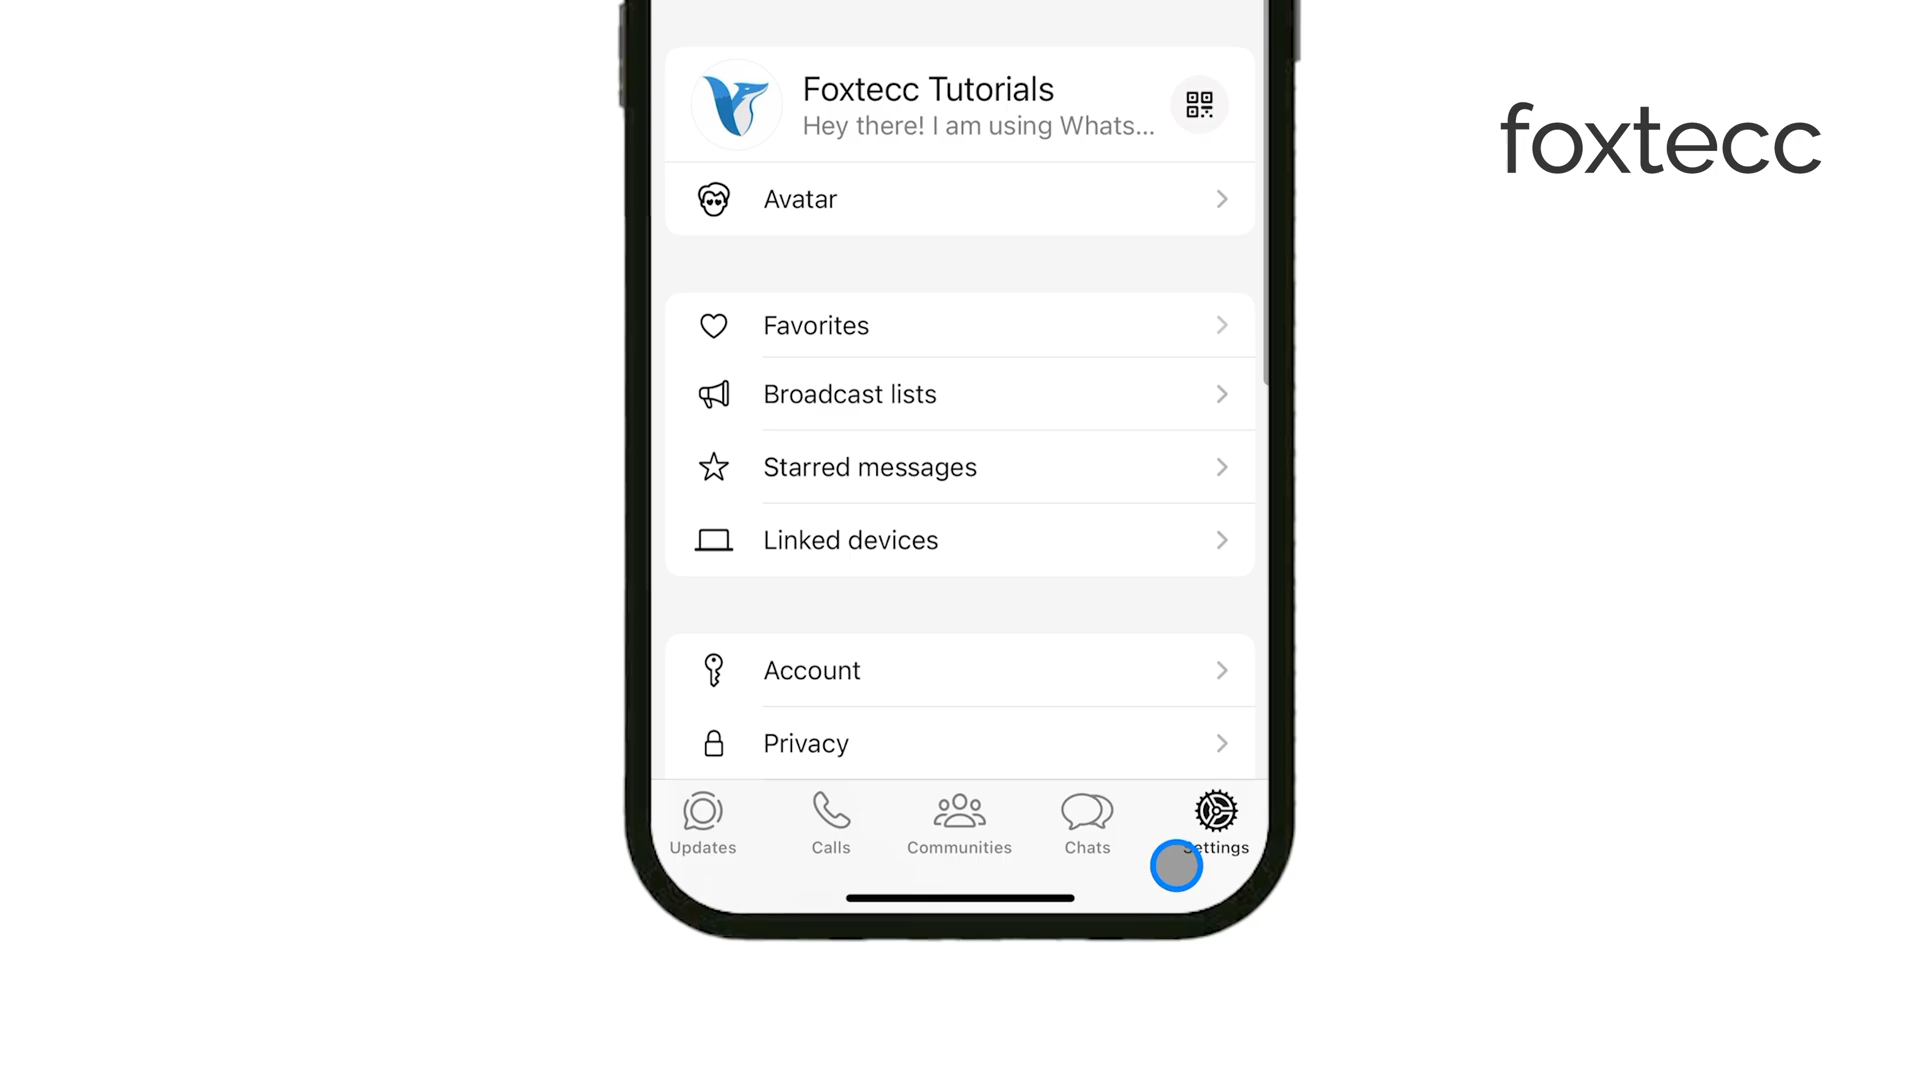 Foxtecc Tutorials
Hey there! I am using Whats...
foxtecc
Avatar
Favorites
Broadcast lists
Starred messages
Linked devices
Account
Privacy
Updates
Calls
Communities
Chats
Settings